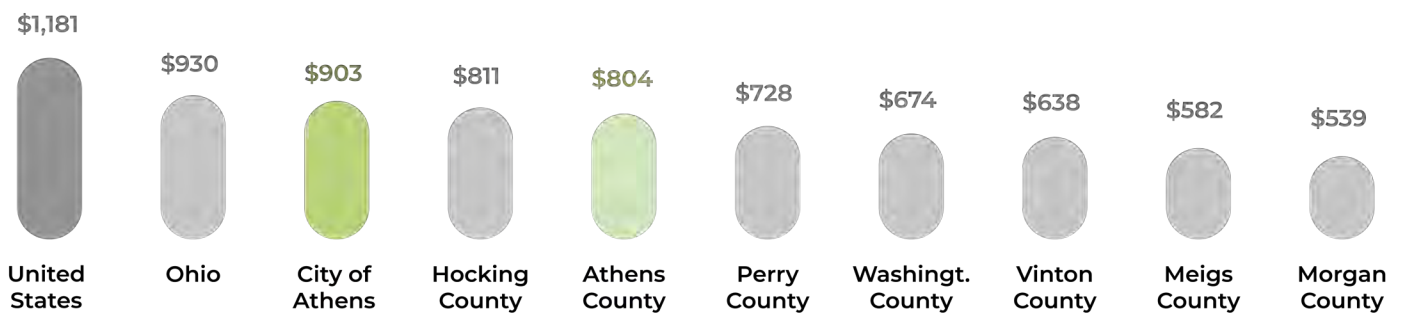 $1,181
$930
$903
$811
$804
$728
$674
$638
$582
$539
United
States
Ohio
City of
Athens
Hocking
County
Athens
County
Perry
County
Washingt.
County
Vinton
County
Meigs
County
Morgan
County